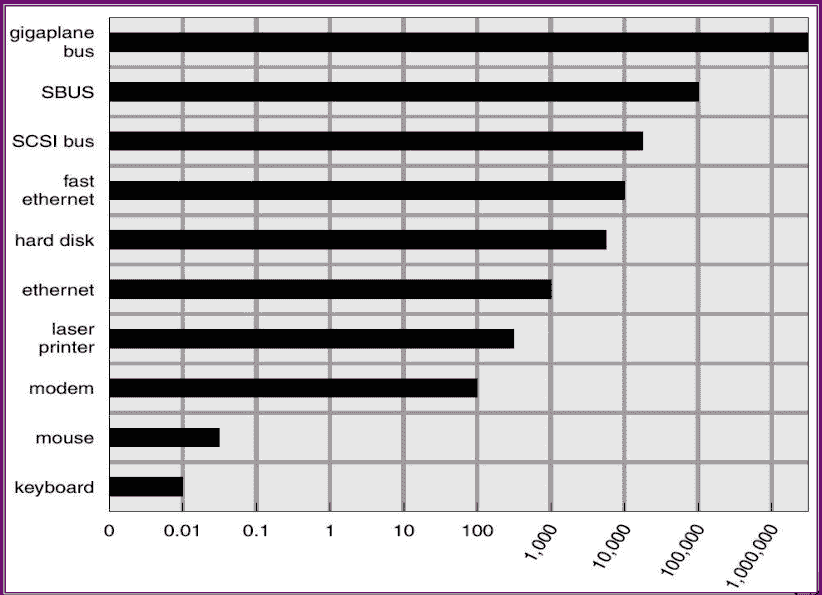 gigaplane
bus
SBUS
SCSI bus
fast
ethernet
hard disk
ethernet
laser
printer
modem
mouse
keyboard
0 0.01 0.1 1 10 100 1,000 10,000 100,000 1,000,000